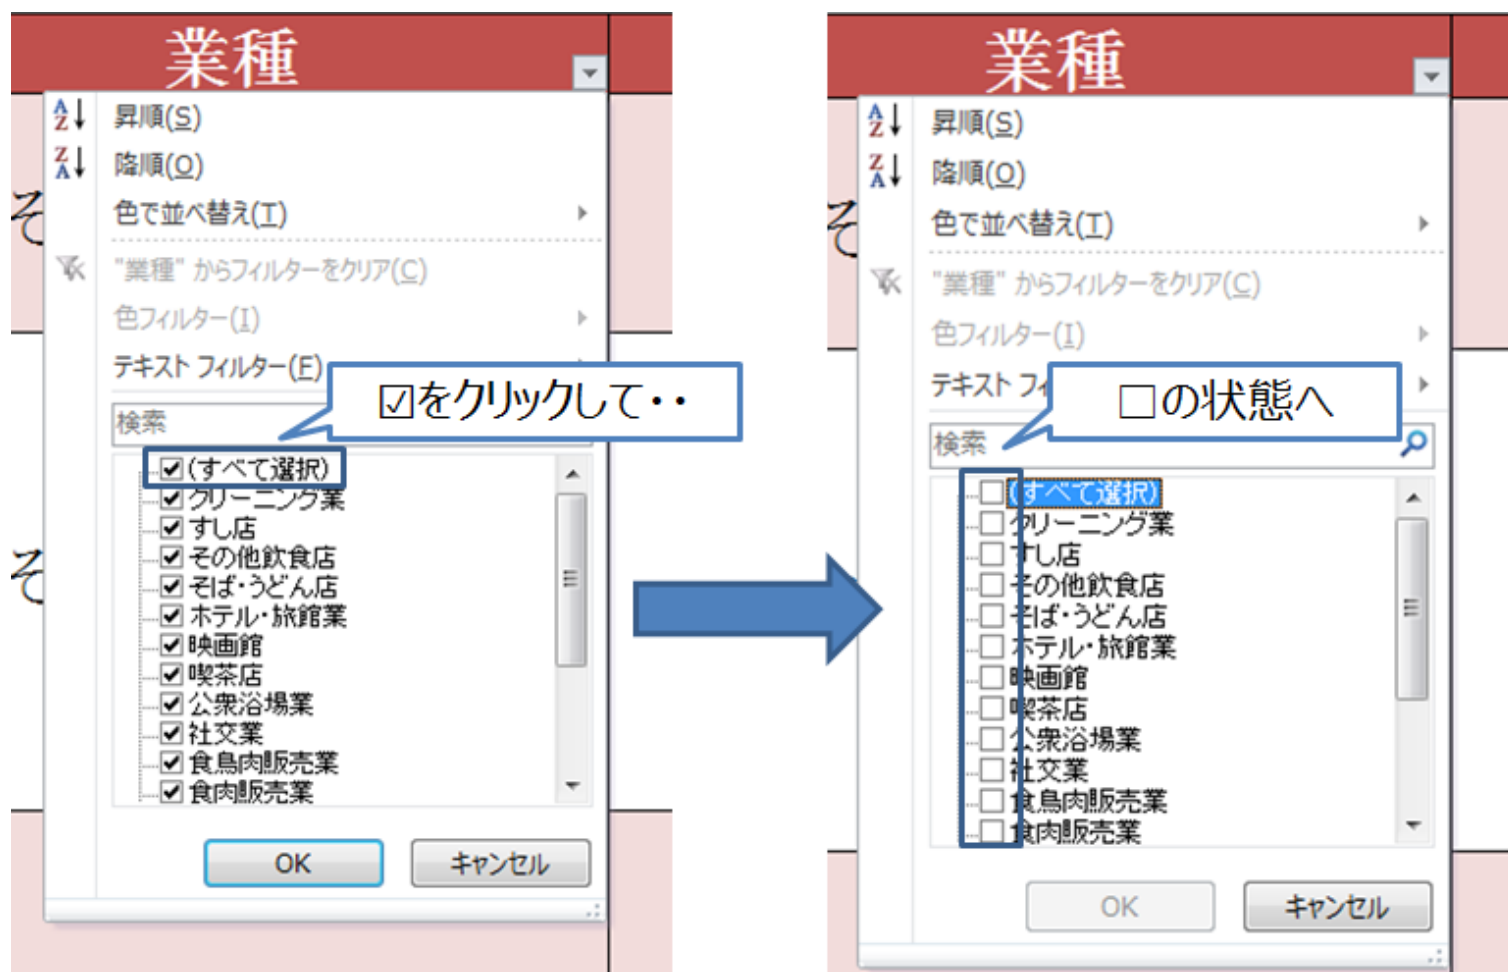 業種
昇順(S)
降順(O)
色で並べ替え(T)
"業種" からフィルターをクリア(C)
色フィルター(I)
テキスト フィルター(F)
☑をクリックして・・
検索
(すべて選択)
クリーニング業
すし店
その他飲食店
そば・うどん店
ホテル・旅館業
映画館
喫茶店
公衆浴場業
社交業
食鳥肉販売業
食肉販売業
OK
キャンセル
そ
そ
業種
昇順(S)
降順(O)
色で並べ替え(T)
"業種" からフィルターをクリア(C)
色フィルター(I)
テキスト フィ
□の状態へ
検索
(すべて選択)
クリーニング業
すし店
その他飲食店
そば・うどん店
ホテル・旅館業
映画館
喫茶店
公衆浴場業
社交業
食鳥肉販売業
食肉販売業
OK
キャンセル
そ